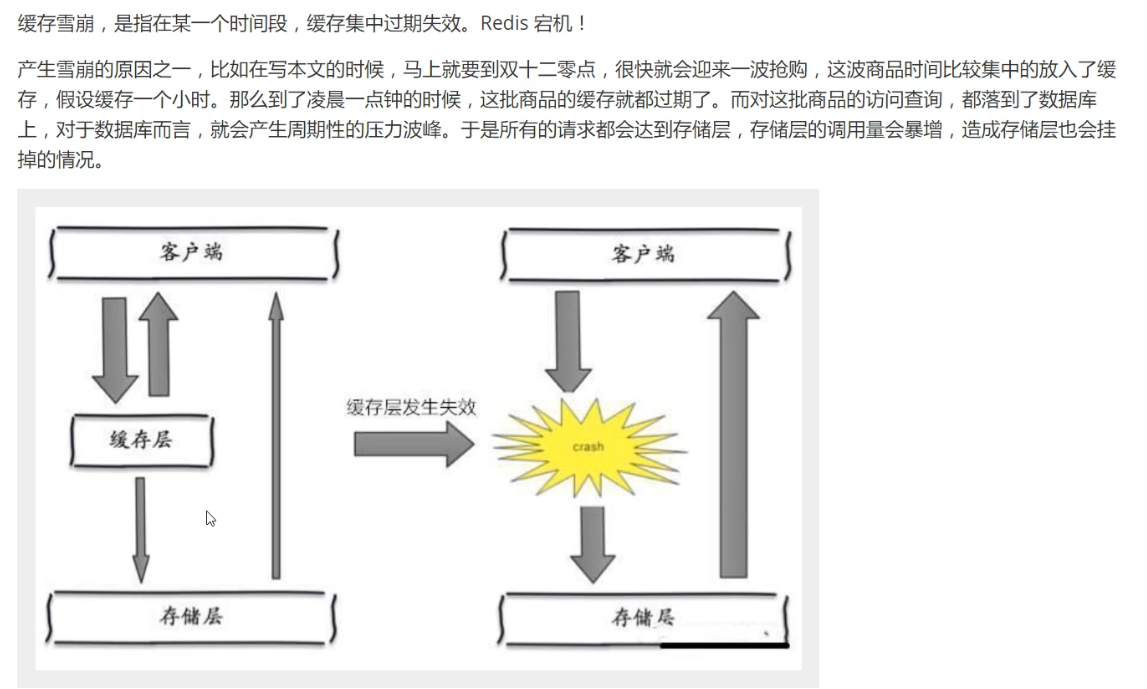 缓存雪崩，是指在某一个时间段，缓存集中过期失效。Redis 宕机！
产生雪崩的原因之一，比如在写本文的时候，马上就要到双十二零点，很快就会迎来一波抢购，这波商品时间比较集中的放入了缓
存，假设缓存一个小时。那么到了凌晨一点钟的时候，这批商品的缓存就都过期了。而对这批商品的访问查询，都落到了数据库
上，对于数据库而言，就会产生周期性的压力波峰。于是所有的请求都会达到存储层，存储层的调用量会暴增，造成存储层也会挂
掉的情况。
客户端
客户端
缓存层发生失效
缓存层
crash
存储层
存储层